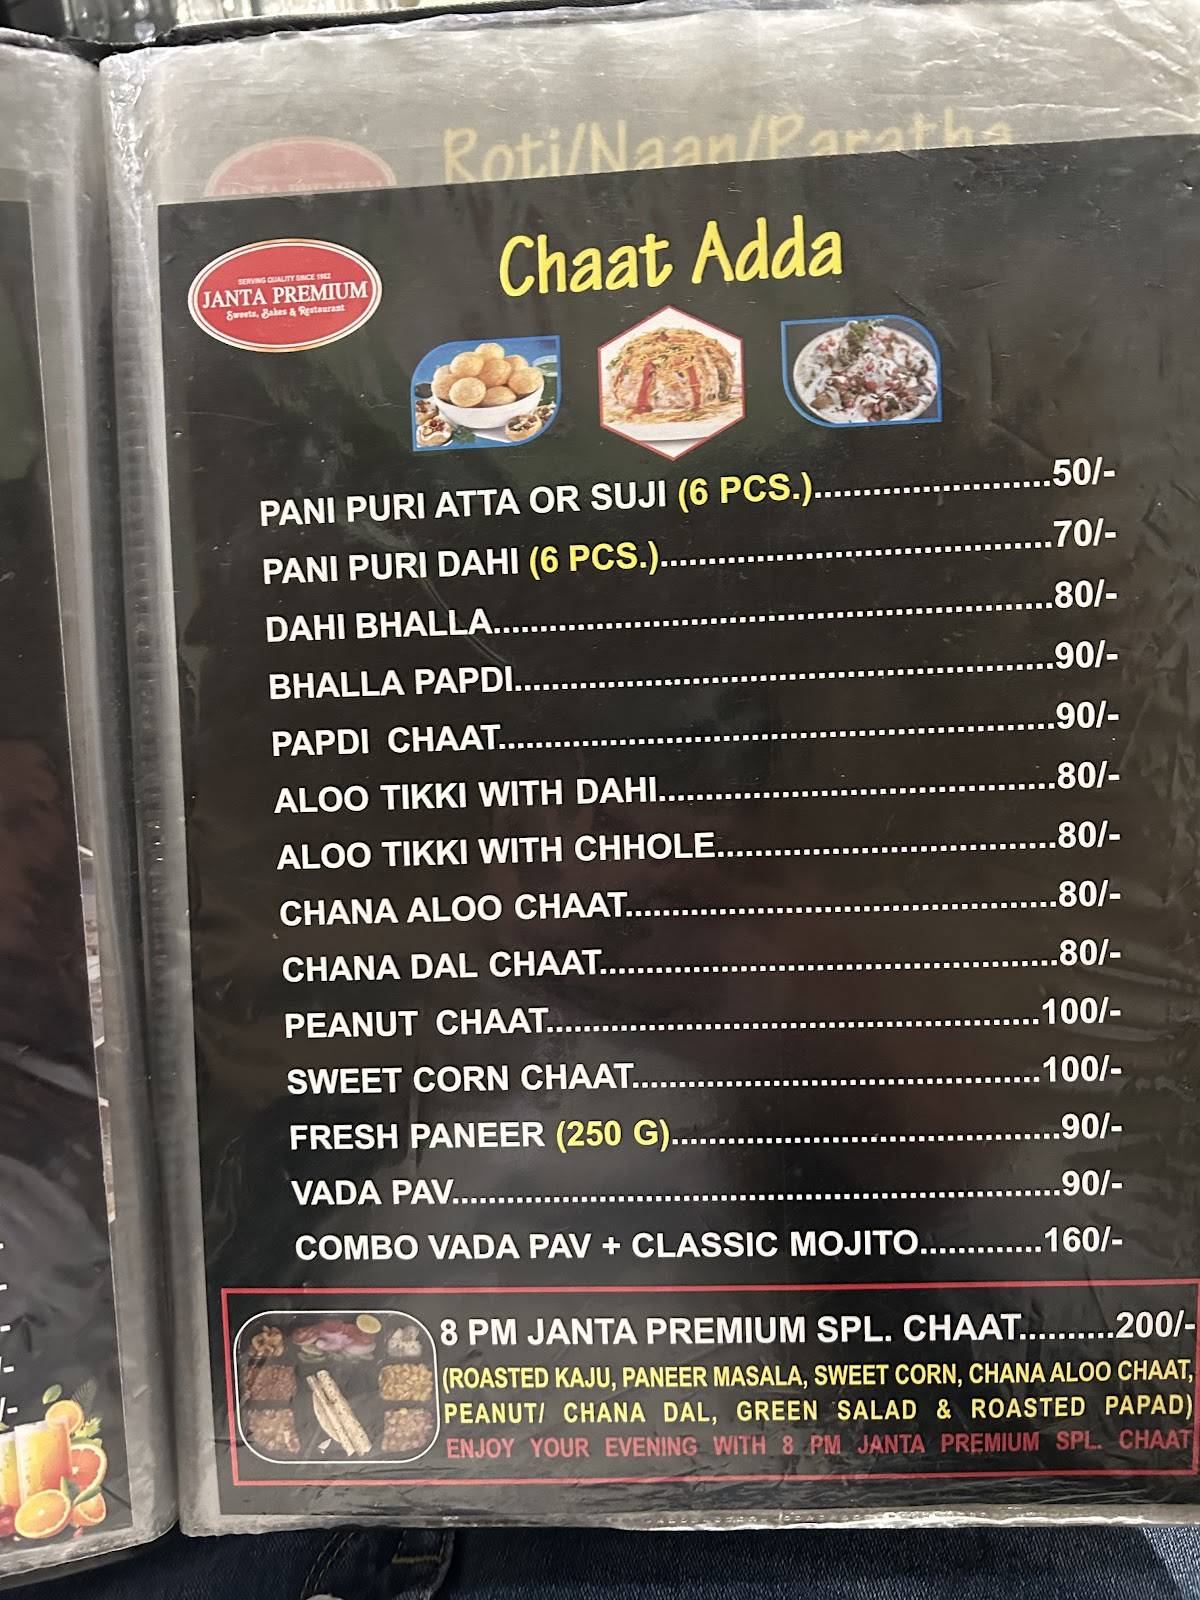 Roti/Naan/Paratha
JANTA PREMIUM
SERVING QUALITY SINCE 1982
JANTA PREMIUM
Sweets, Bakes & Restaurant
Chaat Adda
PANI PURI ATTA OR SUJI (6 PCS.)........................50/-
PANI PURI DAHI (6 PCS.).......................................70/-
DAHI BHALLA........................................................80/-
BHALLA PAPDI......................................................90/-
PAPDI CHAAT........................................................90/-
ALOO TIKKI WITH DAHI........................................80/-
ALOO TIKKI WITH CHHOLE..................................80/-
CHANA ALOO CHAAT...........................................80/-
CHANA DAL CHAAT..............................................80/-
PEANUT CHAAT.................................................100/-
SWEET CORN CHAAT.........................................100/-
FRESH PANEER (250 G).......................................90/-
VADA PAV.............................................................90/-
COMBO VADA PAV + CLASSIC MOJITO.............160/-
8 PM JANTA PREMIUM SPL. CHAAT..........200/-
(ROASTED KAJU, PANEER MASALA, SWEET CORN, CHANA ALOO CHAAT,
PEANUT/ CHANA DAL, GREEN SALAD & ROASTED PAPAD)
ENJOY YOUR EVENING WITH 8 PM JANTA PREMIUM SPL. CHAAT